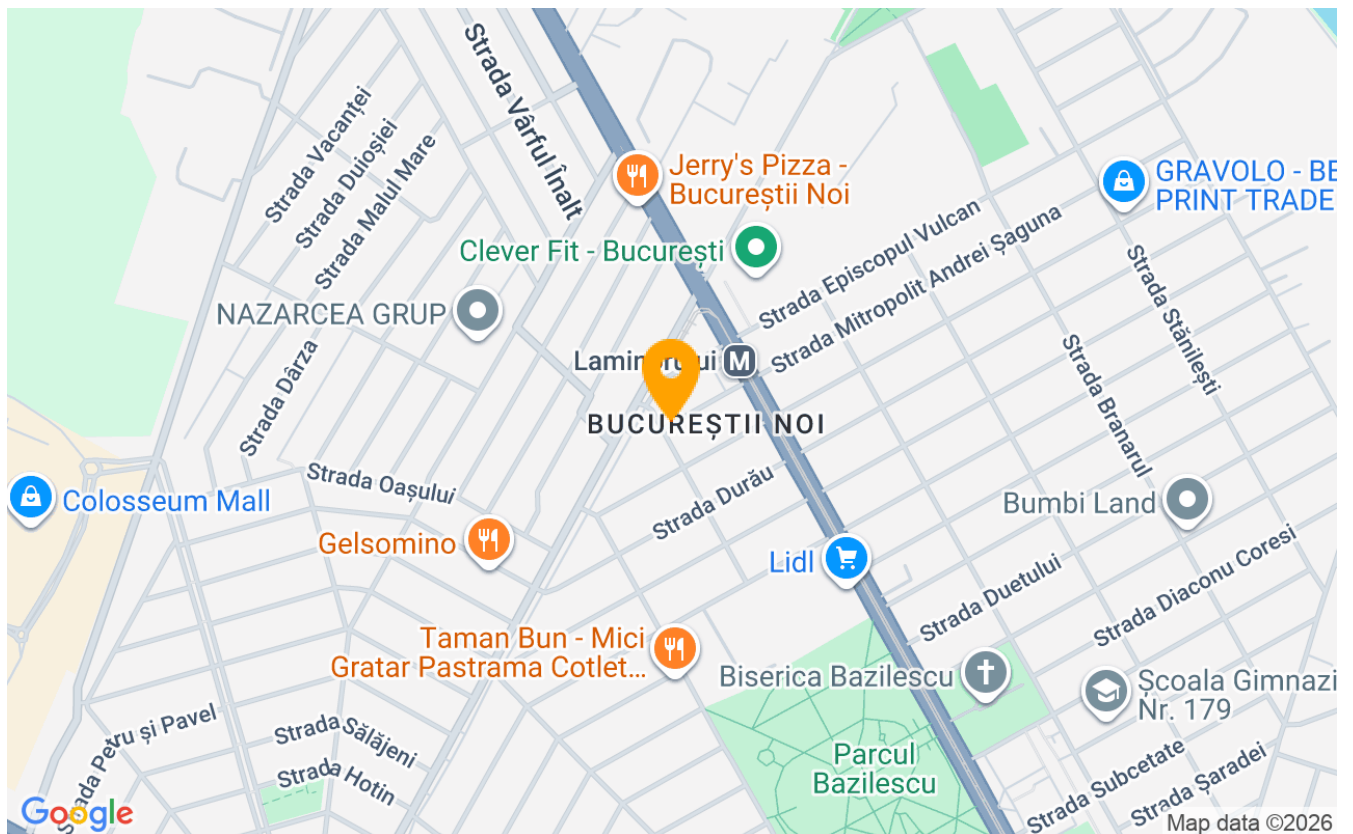 Strada Vârful Înalt
Strada Vacanței
Strada Duioșiei
Strada Malul Mare
Jerry's Pizza -
Bucureștii Noi
GRAVOLO - BE
PRINT TRADE
Clever Fit - București
Strada Episcopul Vulcan
Strada Mitropolit Andrei Șaguna
Strada Stănilești
NAZARCEA GRUP
Strada Dârza
Laminorului M
Strada Branarul
BUCUREȘTII NOI
Strada Oașului
Strada Durău
Colosseum Mall
Bumbi Land
Gelsomino
Lidl
Strada Duetului
Strada Diaconu Coresi
Taman Bun - Mici
Gratar Pastrama Cotlet...
Biserica Bazilescu
Școala Gimnazi
Nr. 179
Strada Petru și Pavel
Strada Sălăjeni
Strada Hotin
Parcul
Bazilescu
Strada Subcetate
Strada Șaradei
Google
Map data ©2026